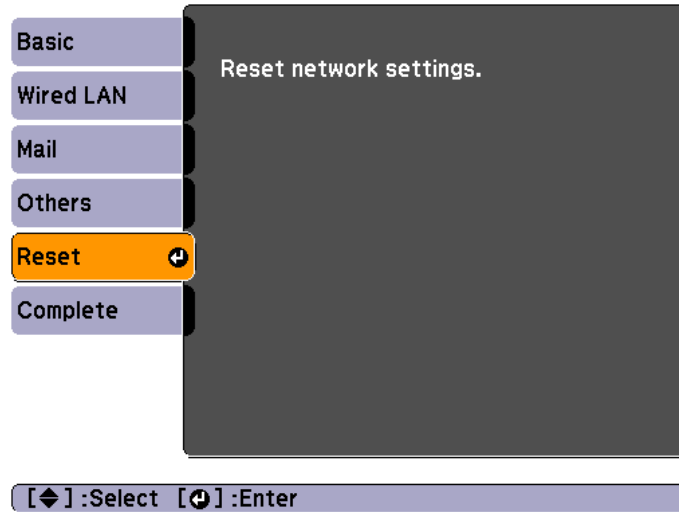 Basic
Wired LAN
Mail
Others
Reset
Complete
Reset network settings.
[◆] :Select [↵] :Enter